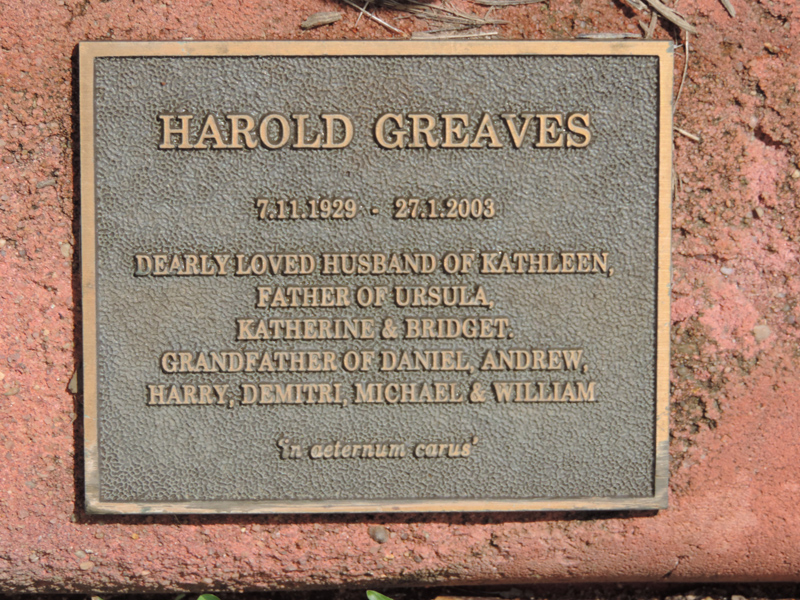 HAROLD GREAVES
7.11.1929 - 27.1.2003
DEARLY LOVED HUSBAND OF KATHLEEN,
FATHER OF URSULA,
KATHERINE & BRIDGET.
GRANDFATHER OF DANIEL, ANDREW,
HARRY, DEMITRI, MICHAEL & WILLIAM
'in aeternum carus'